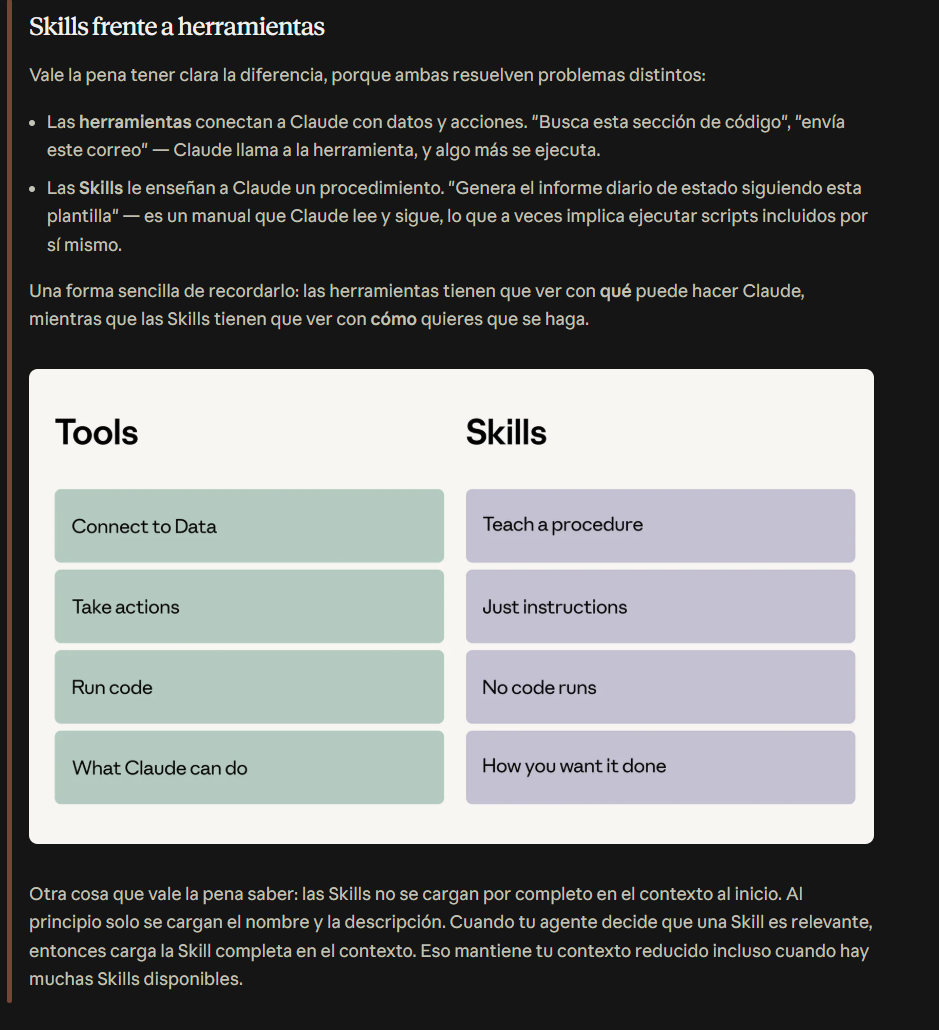 Skills frente a herramientas
Vale la pena tener clara la diferencia, porque ambas resuelven problemas distintos:
• Las herramientas conectan a Claude con datos y acciones. "Busca esta sección de código", "envía
este correo" — Claude llama a la herramienta, y algo más se ejecuta.
• Las Skills le enseñan a Claude un procedimiento. "Genera el informe diario de estado siguiendo esta
plantilla" — es un manual que Claude lee y sigue, lo que a veces implica ejecutar scripts incluidos por
sí mismo.
Una forma sencilla de recordarlo: las herramientas tienen que ver con qué puede hacer Claude,
mientras que las Skills tienen que ver con cómo quieres que se haga.
Tools
Connect to Data
Take actions
Run code
What Claude can do
Skills
Teach a procedure
Just instructions
No code runs
How you want it done
Otra cosa que vale la pena saber: las Skills no se cargan por completo en el contexto al inicio. Al
principio solo se cargan el nombre y la descripción. Cuando tu agente decide que una Skill es relevante,
entonces carga la Skill completa en el contexto. Eso mantiene tu contexto reducido incluso cuando hay
muchas Skills disponibles.